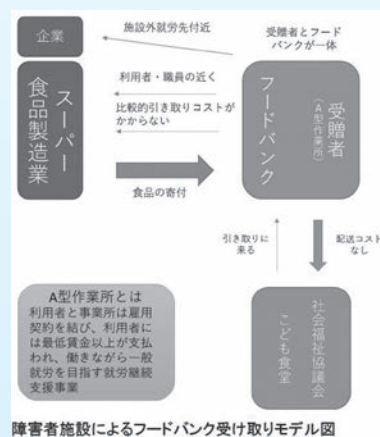 企業
施設外就労先付近
受贈者とフード
バンクが一体
スーパー
食品製造業
利用者・職員の近く
比較的引き取りコストが
かからない
食品の寄付
フードバンク
受贈者
(A型作業所)
引き取りに
来る
配送コスト
なし
社会福祉協議会
こども食堂
A型作業所とは
利用者と事業所は雇用
契約を結び、利用者に
は最低賃金以上が支払
われ、働きながら一般
就労を目指す就労継続
支援事業
障害者施設によるフードバンク受け取りモデル図